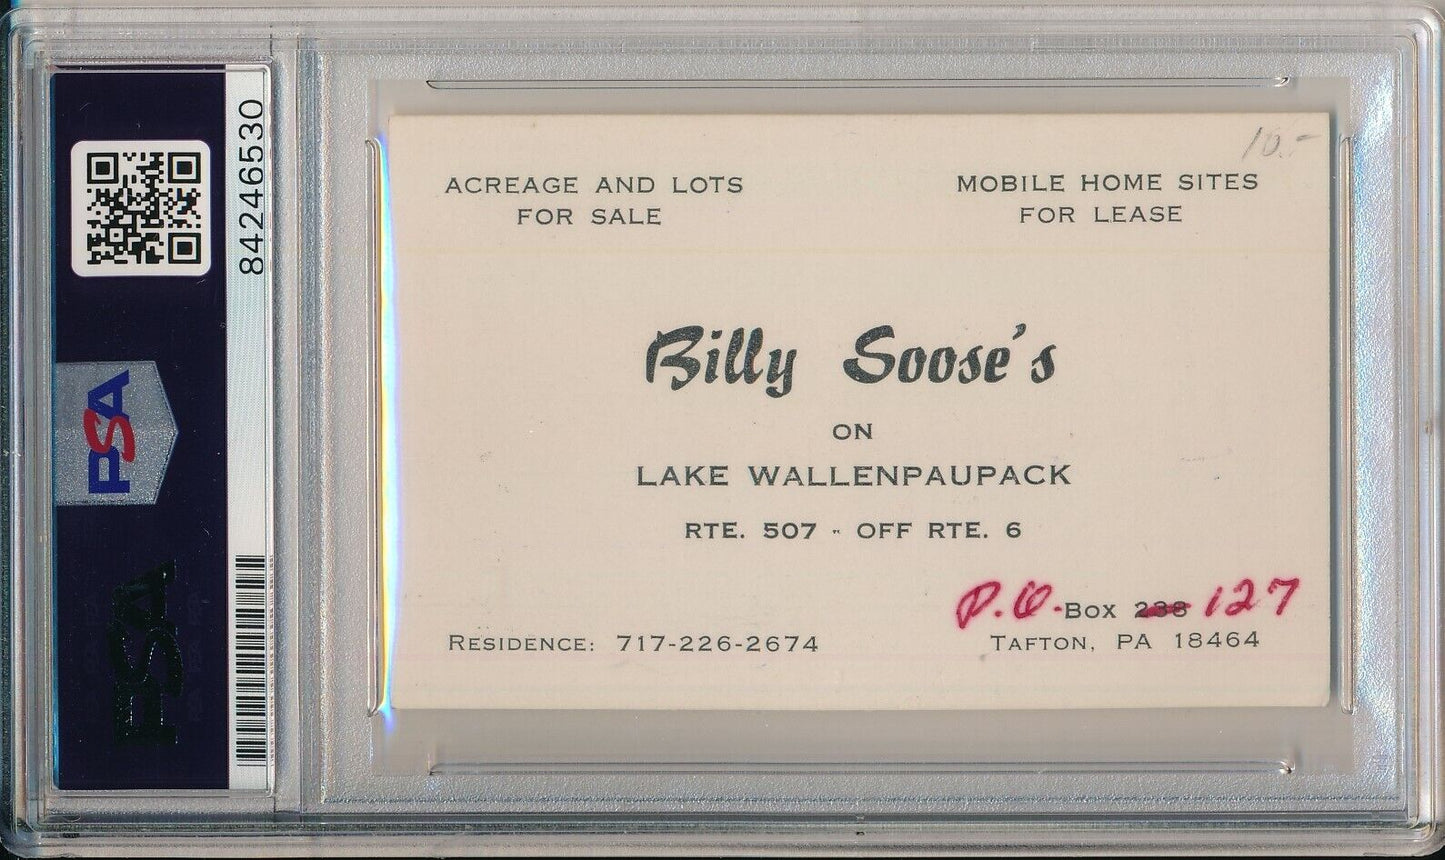 84246530
PSA
PSA
10.-
ACREAGE AND LOTS
FOR SALE
MOBILE HOME SITES
FOR LEASE
Billy Soose's
ON
LAKE WALLENPAUPACK
RTE. 507 - OFF RTE. 6
P.O. BOX 238 127
RESIDENCE: 717-226-2674
TAFTON, PA 18464